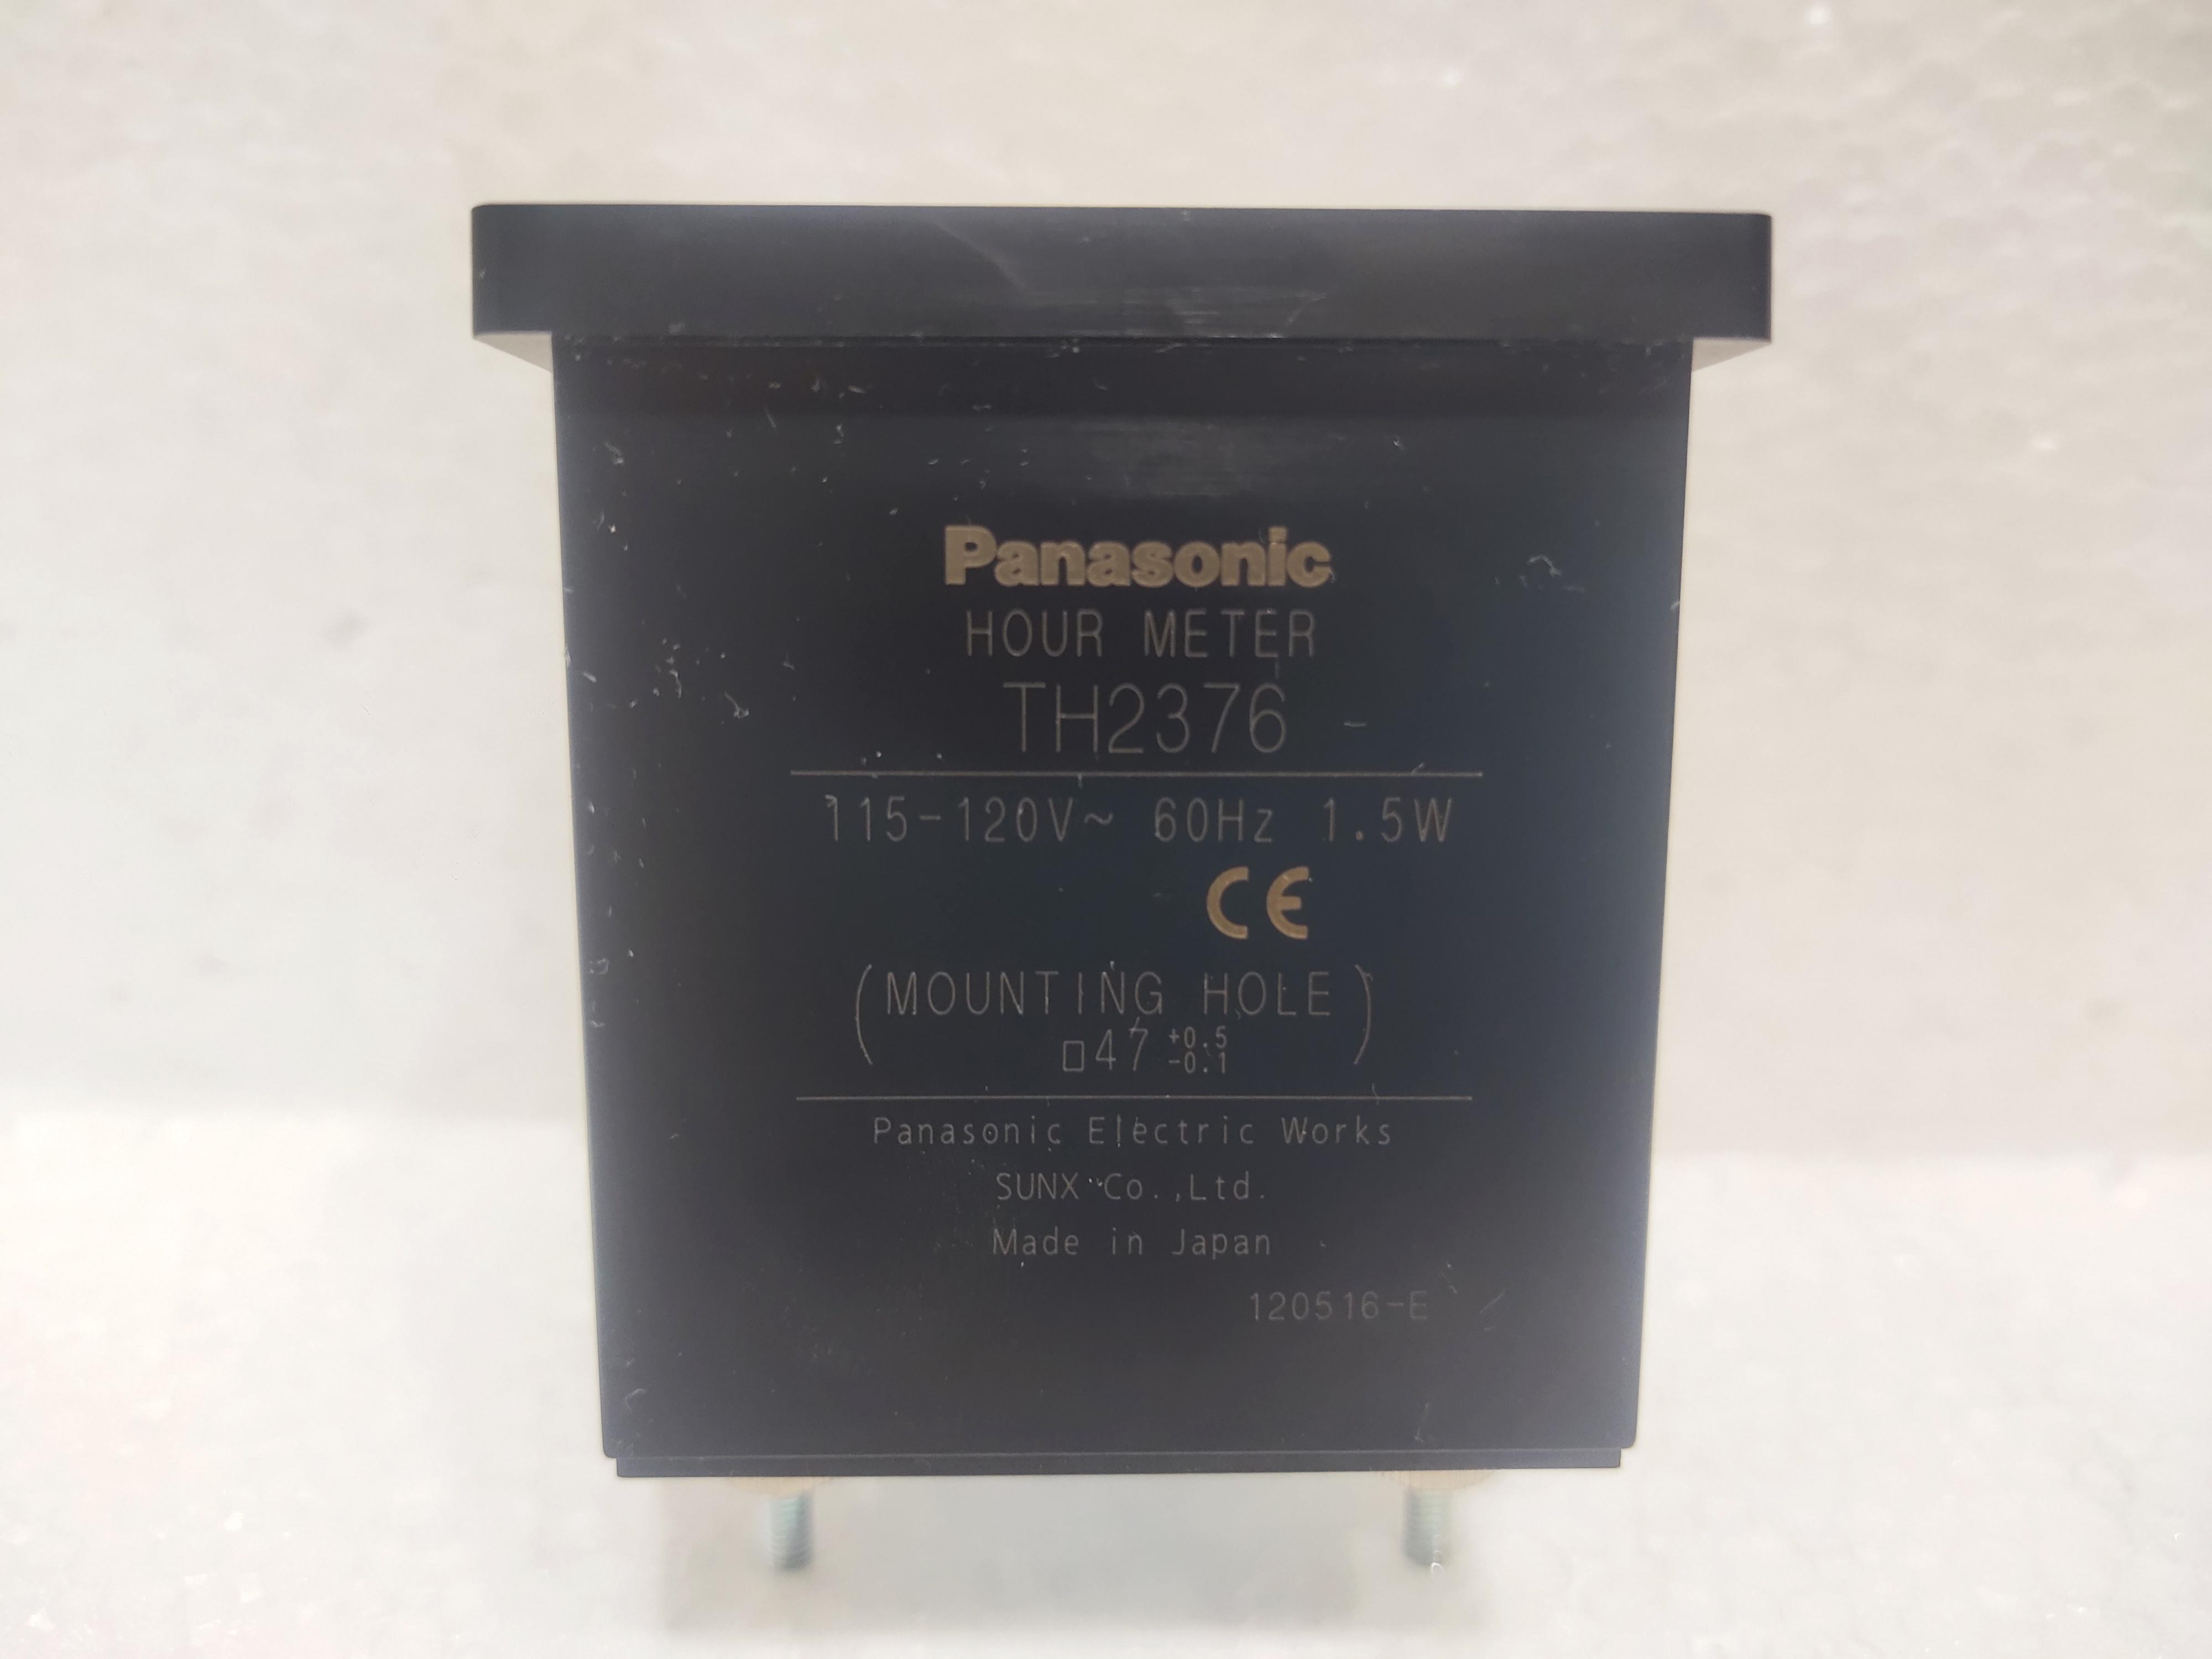 Panasonic
HOUR METER
TH2376
115-120V~ 60Hz 1.5W
CE
(MOUNTING HOLE)
□47 +0.5 -0.1
Panasonic Electric Works
SUNX Co.,Ltd.
Made in Japan
120516-E